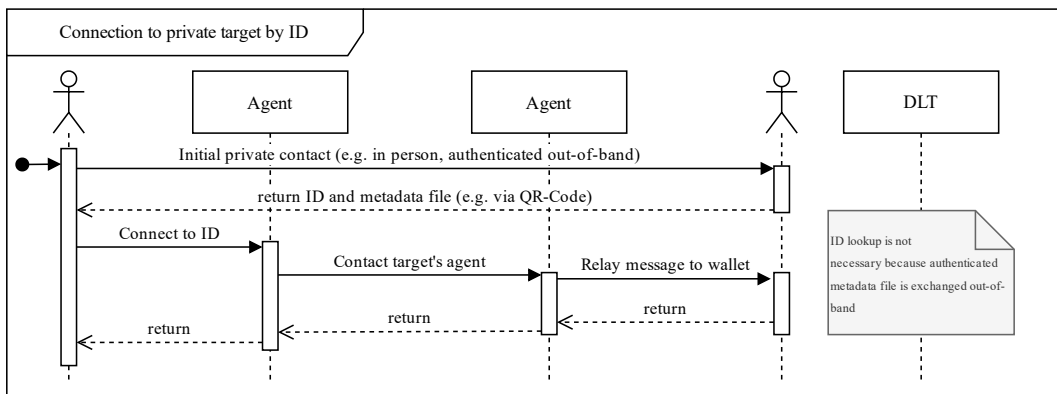 Connection to private target by ID
Agent
Agent
DLT
Initial private contact (e.g. in person, authenticated out-of-band)
return ID and metadata file (e.g. via QR-Code)
Connect to ID
Contact target's agent
Relay message to wallet
return
return
return
ID lookup is not
necessary because authenticated
metadata file is exchanged out-of-
band